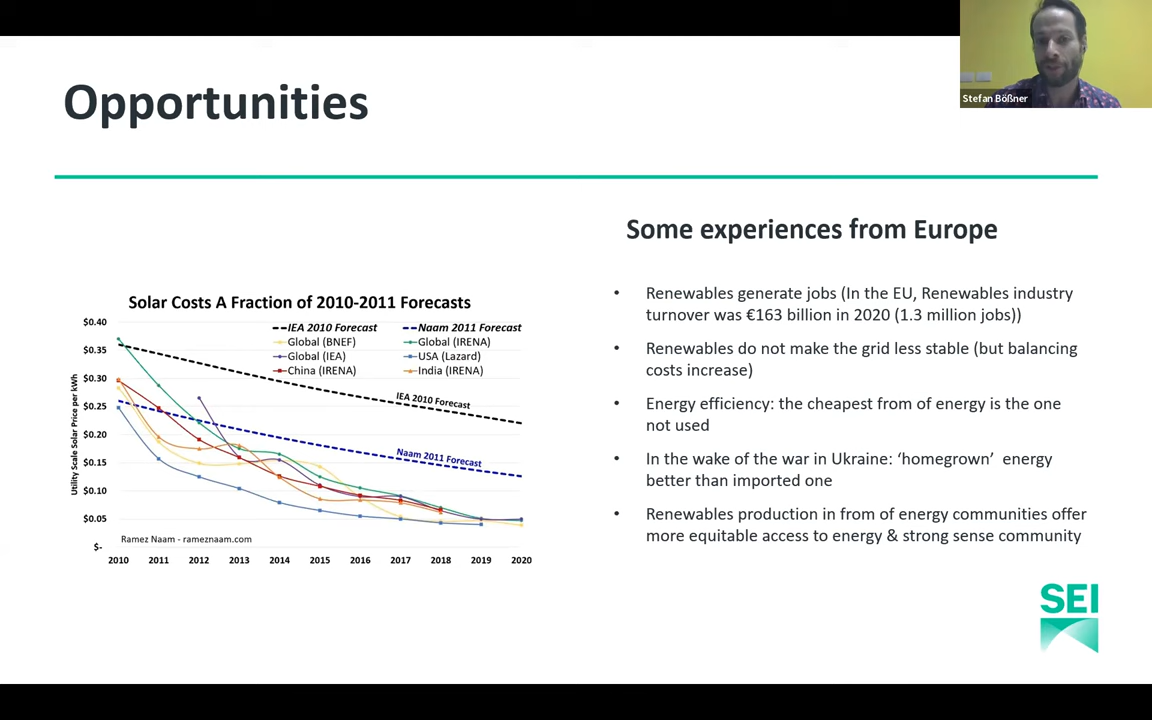 Stefan Bößner
Opportunities
Some experiences from Europe
Solar Costs A Fraction of 2010-2011 Forecasts
IEA 2010 Forecast
Naam 2011 Forecast
Global (BNEF)
Global (IRENA)
Global (IEA)
USA (Lazard)
China (IRENA)
India (IRENA)
Utility Scale Solar Price per kWh
$0.40
$0.35
$0.30
$0.25
$0.20
$0.15
$0.10
$0.05
$-
IEA 2010 Forecast
Naam 2011 Forecast
Ramez Naam - rameznaam.com
2010 2011 2012 2013 2014 2015 2016 2017 2018 2019 2020
• Renewables generate jobs (In the EU, Renewables industry
turnover was €163 billion in 2020 (1.3 million jobs))
• Renewables do not make the grid less stable (but balancing
costs increase)
• Energy efficiency: the cheapest from of energy is the one
not used
• In the wake of the war in Ukraine: ‘homegrown’ energy
better than imported one
• Renewables production in from of energy communities offer
more equitable access to energy & strong sense community
SEI